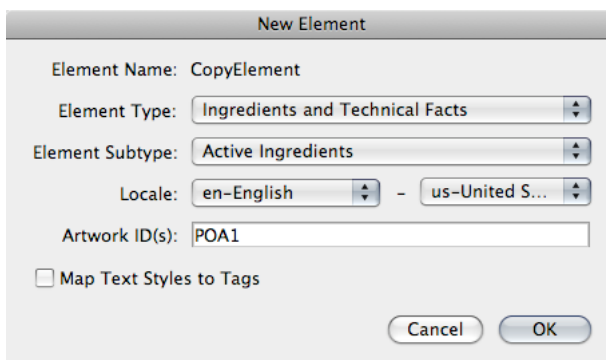 New Element
Element Name: CopyElement
Element Type: Ingredients and Technical Facts
Element Subtype: Active Ingredients
Locale: en-English - us-United S...
Artwork ID(s): POA1
Map Text Styles to Tags
Cancel OK